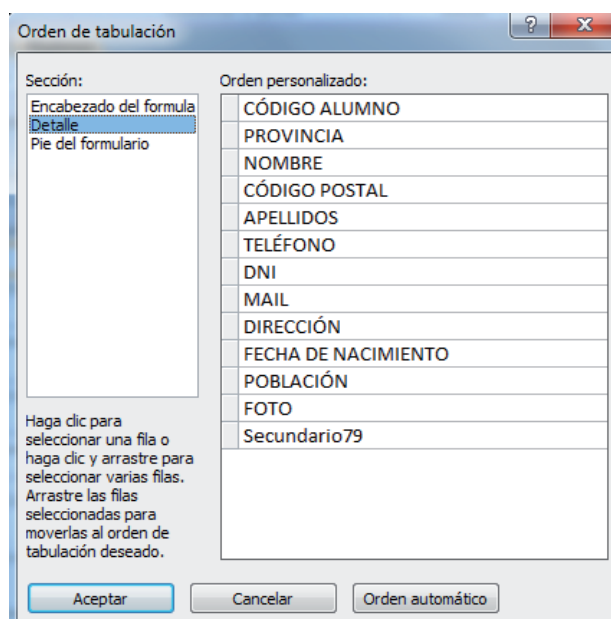 Orden de tabulación
Sección:
Encabezado del formula
Detalle
Pie del formulario
Haga clic para
seleccionar una fila o
haga clic y arrastre para
seleccionar varias filas.
Arrastre las filas
seleccionadas para
moverlas al orden de
tabulación deseado.
Orden personalizado:
CÓDIGO ALUMNO
PROVINCIA
NOMBRE
CÓDIGO POSTAL
APELLIDOS
TELÉFONO
DNI
MAIL
DIRECCIÓN
FECHA DE NACIMIENTO
POBLACIÓN
FOTO
Secundario79
Aceptar
Cancelar
Orden automático